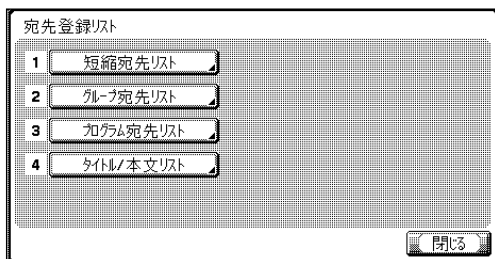 宛先登録リスト
1 短縮宛先リスト
2 グループ宛先リスト
3 プログラム宛先リスト
4 タイトル/本文リスト
閉じる